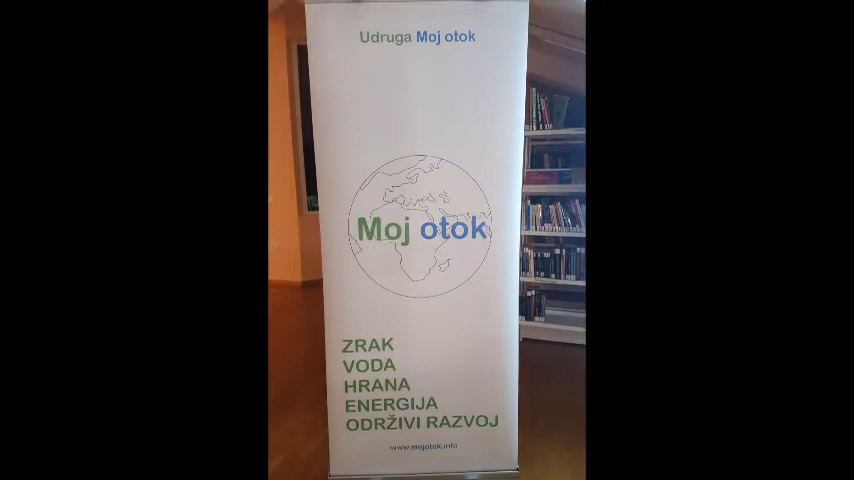 Udruga Moj otok
Moj otok
ZRAK
VODA
HRANA
ENERGIJA
ODRŽIVI RAZVOJ
www.mojotok.info